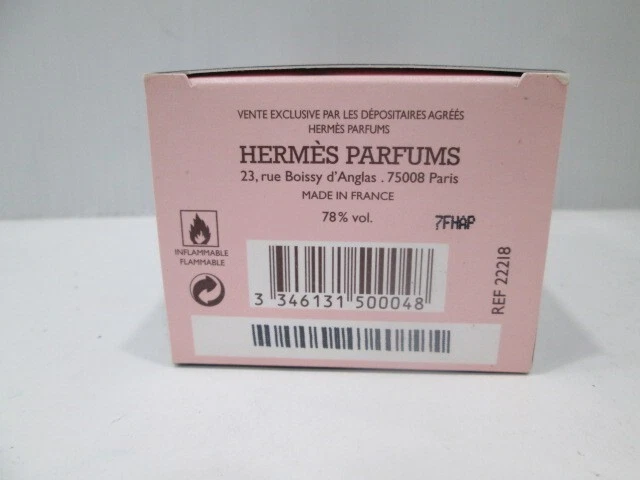 VENTE EXCLUSIVE PAR LES DÉPOSITAIRES AGRÉÉS
HERMÈS PARFUMS
HERMÈS PARFUMS
23, rue Boissy d'Anglas . 75008 Paris
MADE IN FRANCE
78% vol.
7FHAP
INFLAMMABLE
FLAMMABLE
3 346131 500048
REF 22218